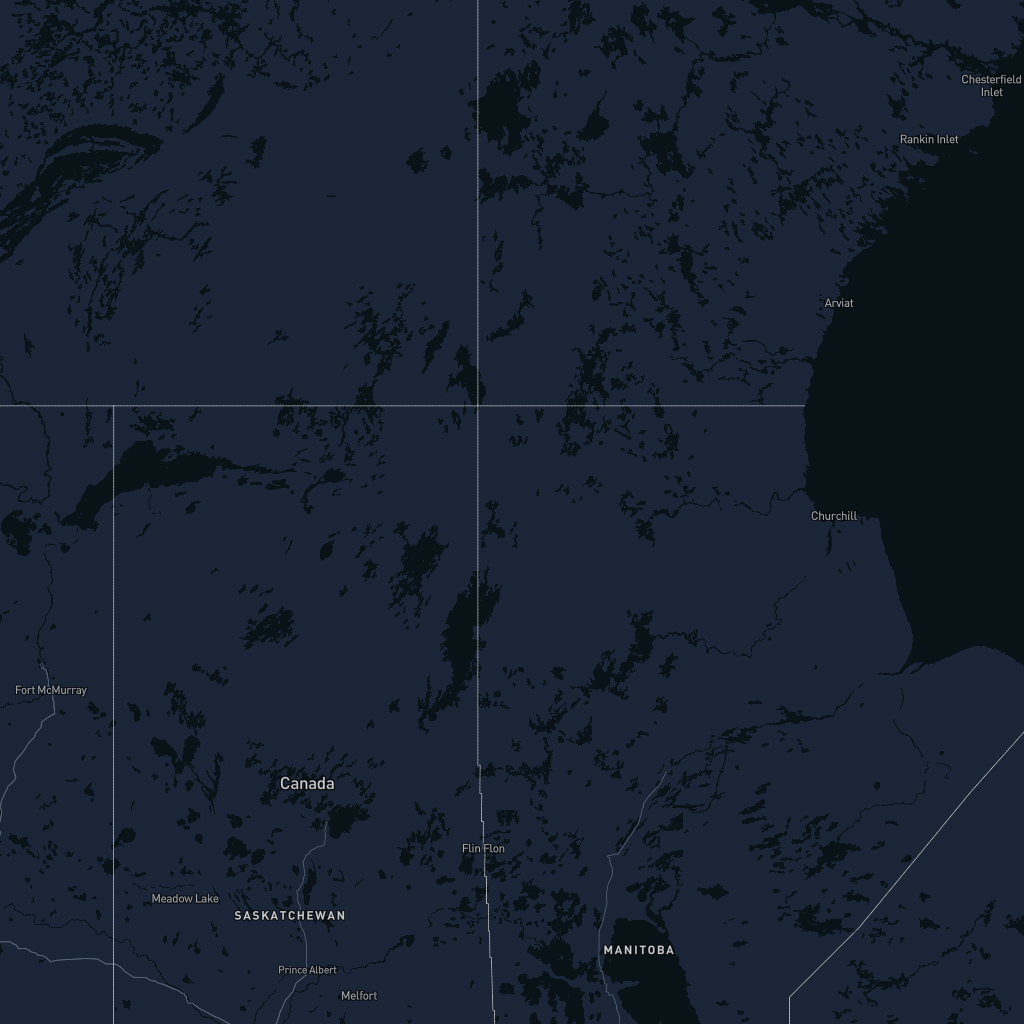 Chesterfield
Inlet
Rankin Inlet
Arviat
Churchill
Fort McMurray
Canada
Flin Flon
Meadow Lake
SASKATCHEWAN
MANITOBA
Prince Albert
Melfort